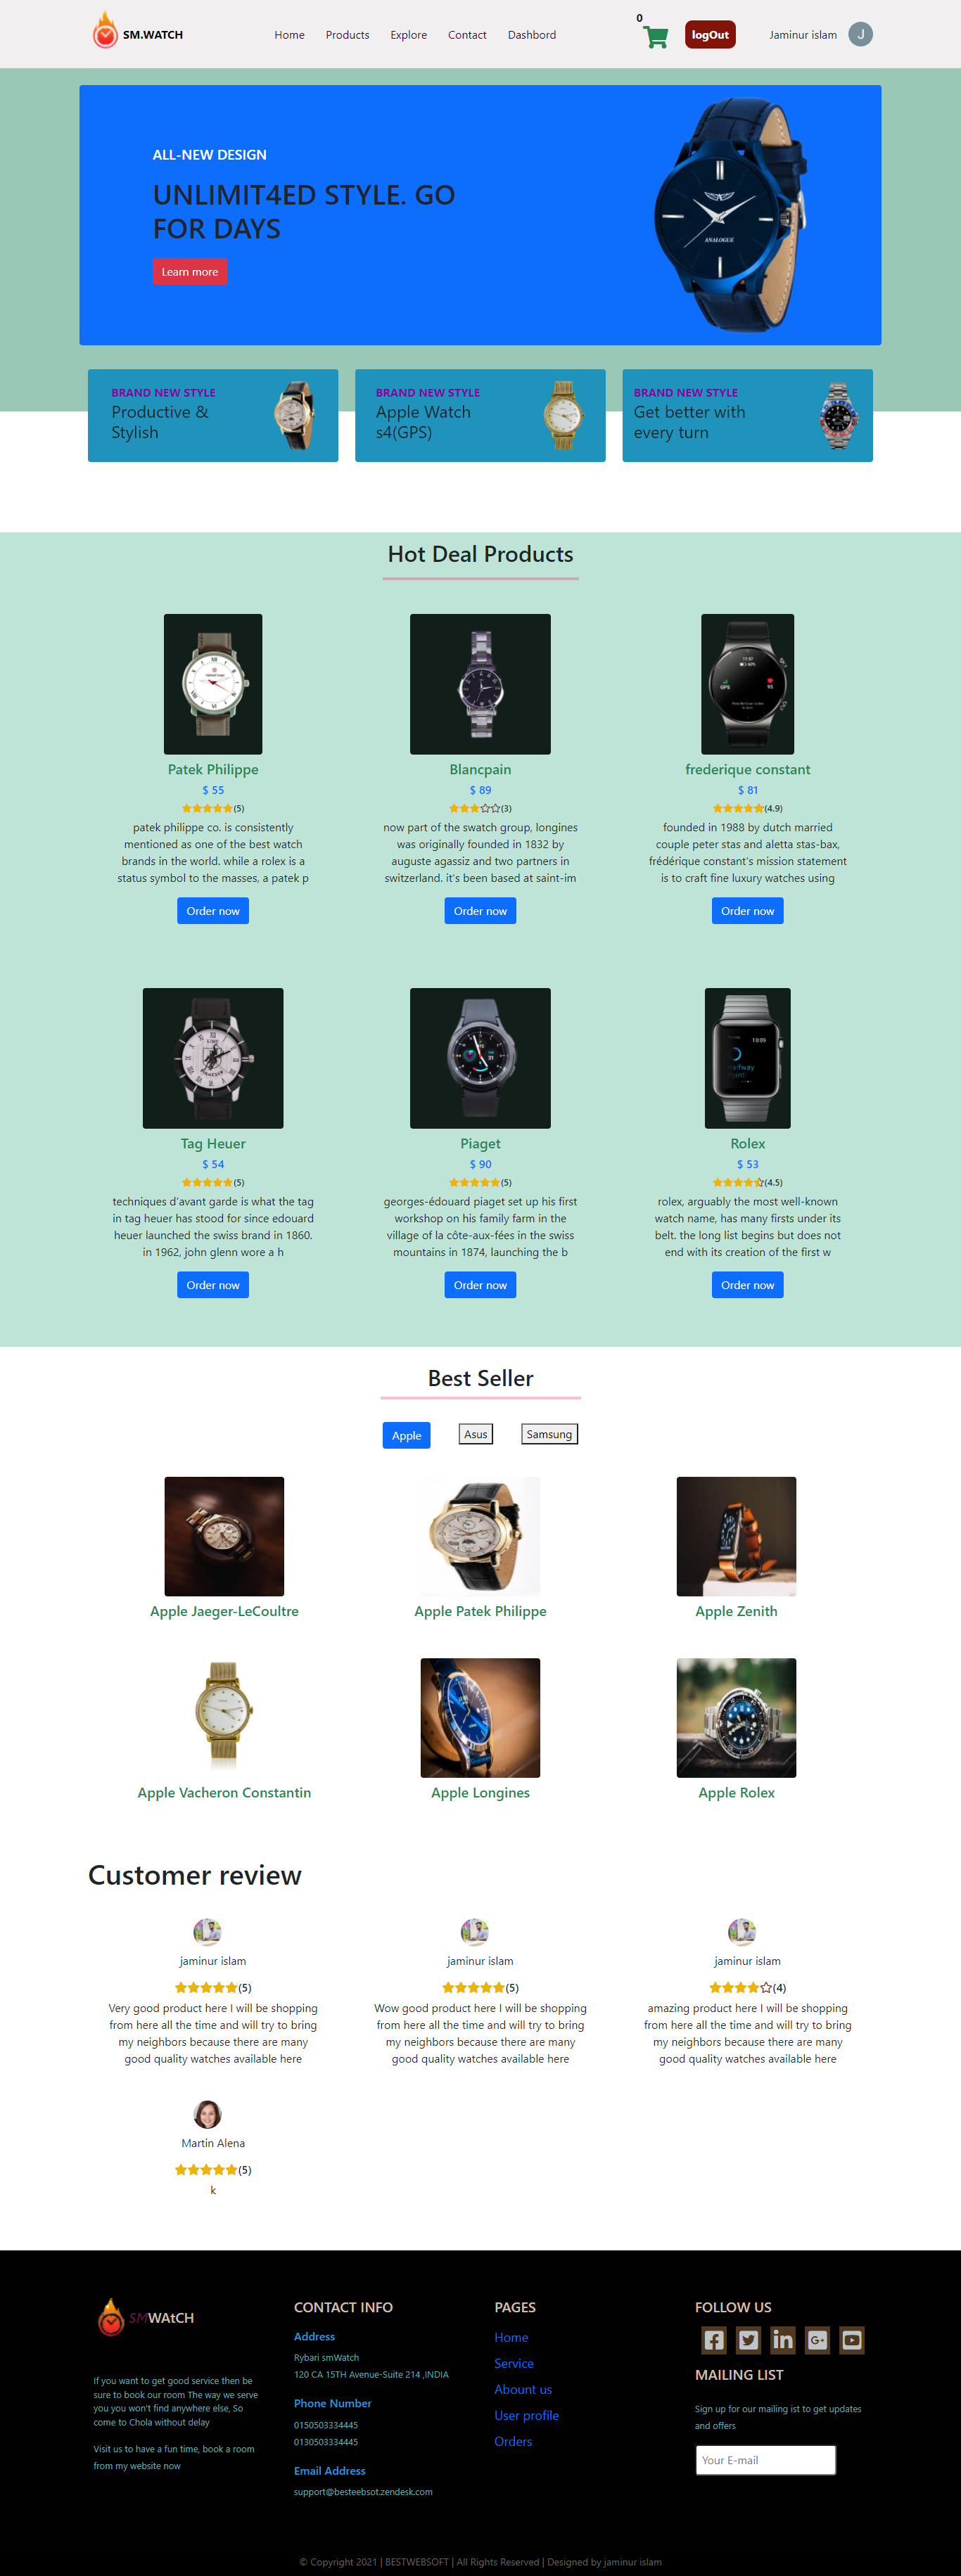 SM.WATCH
Home Products Explore Contact Dashbord
0
logOut
Jaminur islam
J
ALL-NEW DESIGN
UNLIMIT4ED STYLE. GO
FOR DAYS
Learn more
ANALOGUE
BRAND NEW STYLE
Productive &
Stylish
BRAND NEW STYLE
Apple Watch
s4(GPS)
BRAND NEW STYLE
Get better with
every turn
Hot Deal Products
Patek Philippe
$ 55
(5)
patek philippe co. is consistently
mentioned as one of the best watch
brands in the world. while a rolex is a
status symbol to the masses, a patek p
Order now
Blancpain
$ 89
(3)
now part of the swatch group, longines
was originally founded in 1832 by
auguste agassiz and two partners in
switzerland. it's been based at saint-im
Order now
GPS
frederique constant
$ 81
(4.9)
founded in 1988 by dutch married
couple peter stas and aletta stas-bax,
frédérique constant's mission statement
is to craft fine luxury watches using
Order now
Tag Heuer
$ 54
(5)
techniques d'avant garde is what the tag
in tag heuer has stood for since edouard
heuer launched the swiss brand in 1860.
in 1962, john glenn wore a h
Order now
Piaget
$ 90
(5)
georges-édouard piaget set up his first
workshop on his family farm in the
village of la côte-aux-fées in the swiss
mountains in 1874, launching the b
Order now
10:09
Halfway
Point!
Rolex
$ 53
(4.5)
rolex, arguably the most well-known
watch name, has many firsts under its
belt. the long list begins but does not
end with its creation of the first w
Order now
Best Seller
Apple
Asus
Samsung
Apple Jaeger-LeCoultre
Apple Patek Philippe
Apple Zenith
Apple Vacheron Constantin
Apple Longines
Apple Rolex
Customer review
jaminur islam
(5)
Very good product here I will be shopping
from here all the time and will try to bring
my neighbors because there are many
good quality watches available here
jaminur islam
(5)
Wow good product here I will be shopping
from here all the time and will try to bring
my neighbors because there are many
good quality watches available here
jaminur islam
(4)
amazing product here I will be shopping
from here all the time and will try to bring
my neighbors because there are many
good quality watches available here
Martin Alena
(5)
k
SMWAtCH
If you want to get good service then be
sure to book our room The way we serve
you you won't find anywhere else, So
come to Chola without delay
Visit us to have a fun time, book a room
from my website now
CONTACT INFO
Address
Rybari smWatch
120 CA 15TH Avenue-Suite 214 ,INDIA
Phone Number
0150503334445
0130503334445
Email Address
support@besteebsot.zendesk.com
PAGES
Home
Service
Abount us
User profile
Orders
FOLLOW US
MAILING LIST
Sign up for our mailing ist to get updates
and offers
Your E-mail
© Copyright 2021 | BESTWEBSOFT | All Rights Reserved | Designed by jaminur islam